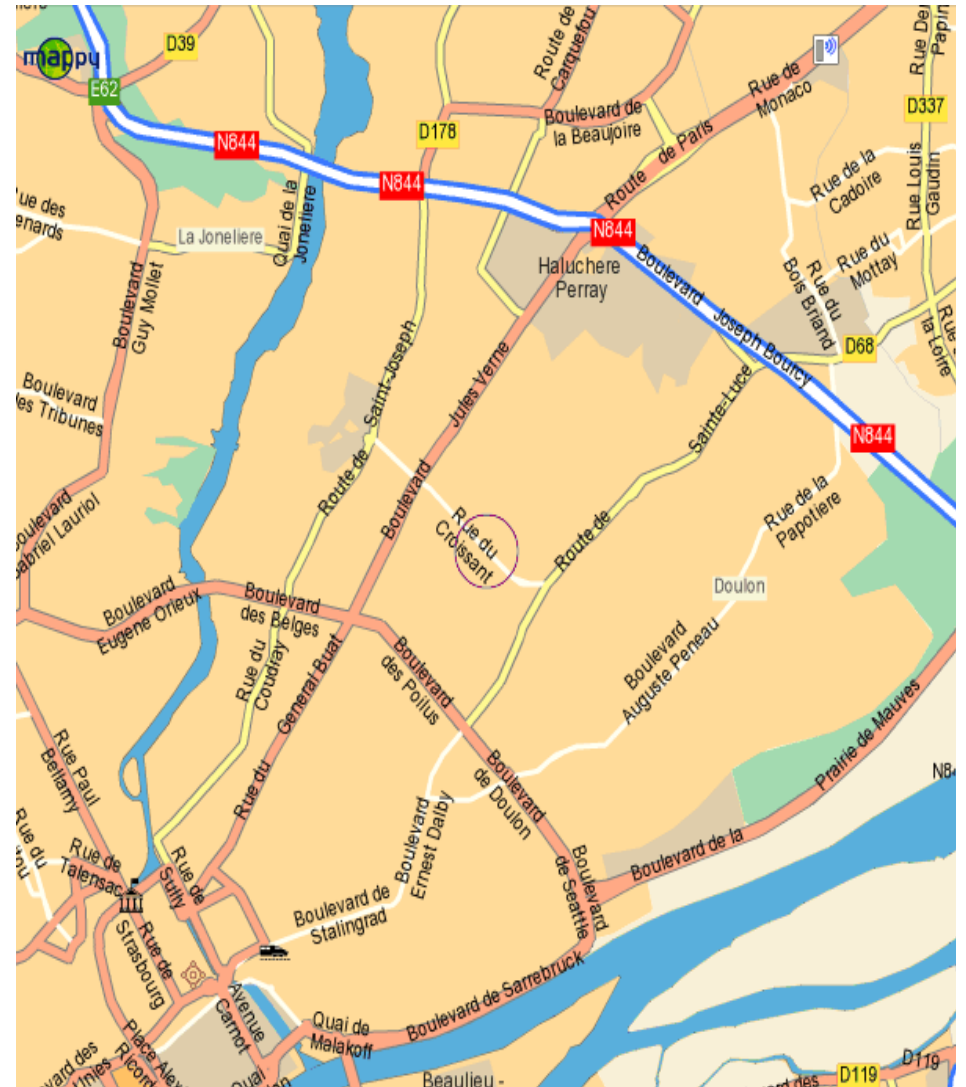 mappy
E62
D39
N844
D178
N844
Route de
Carquefou
Boulevard de
la Beaujoire
Route de Paris
Rue de
Monaco
D337
Rue Louis
Gaudin
Rue de la
Cadoire
Rue du
Mottay
Rue du
Bois Briand
D68
la Loire
N844
Haluchere
Perray
Boulevard Joseph Bourcy
N844
La Joneliere
Quai de la
Joneliere
Boulevard
Guy Mollet
Boulevard
des Tribunes
Route de Saint-Joseph
Boulevard Jules Verne
Route de Sainte-Luce
Rue du
Croissant
Rue de la
Papotiere
Doulon
Boulevard
Eugene Orieux
Boulevard
des Belges
Rue du
Coudray
Rue du General Buat
Boulevard
des Poilus
Boulevard
Auguste Peneau
Boulevard
de Doulon
Boulevard
Ernest Dalby
Boulevard de la Prairie de Mauves
Boulevard
de Seattle
Rue Paul
Bellamy
Rue de
Talensac
Rue de
Sully
Rue de
Strasbourg
Boulevard de
Stalingrad
Avenue
Carnot
Quai de
Malakoff
Boulevard de Sarrebruck
Quai
Beaulieu -
D119
D119